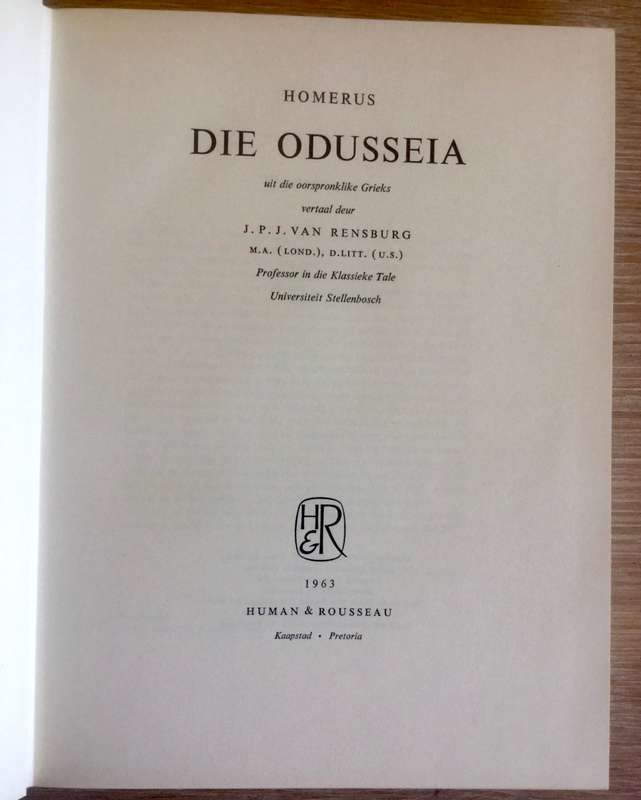 HOMERUS
DIE ODUSSEIA
uit die oorspronklike Grieks
vertaal deur
J.P.J. VAN RENSBURG
M.A. (LOND.), D.LITT. (U.S.)
Professor in die Klassieke Tale
Universiteit Stellenbosch
H&R
1963
HUMAN & ROUSSEAU
Kaapstad • Pretoria